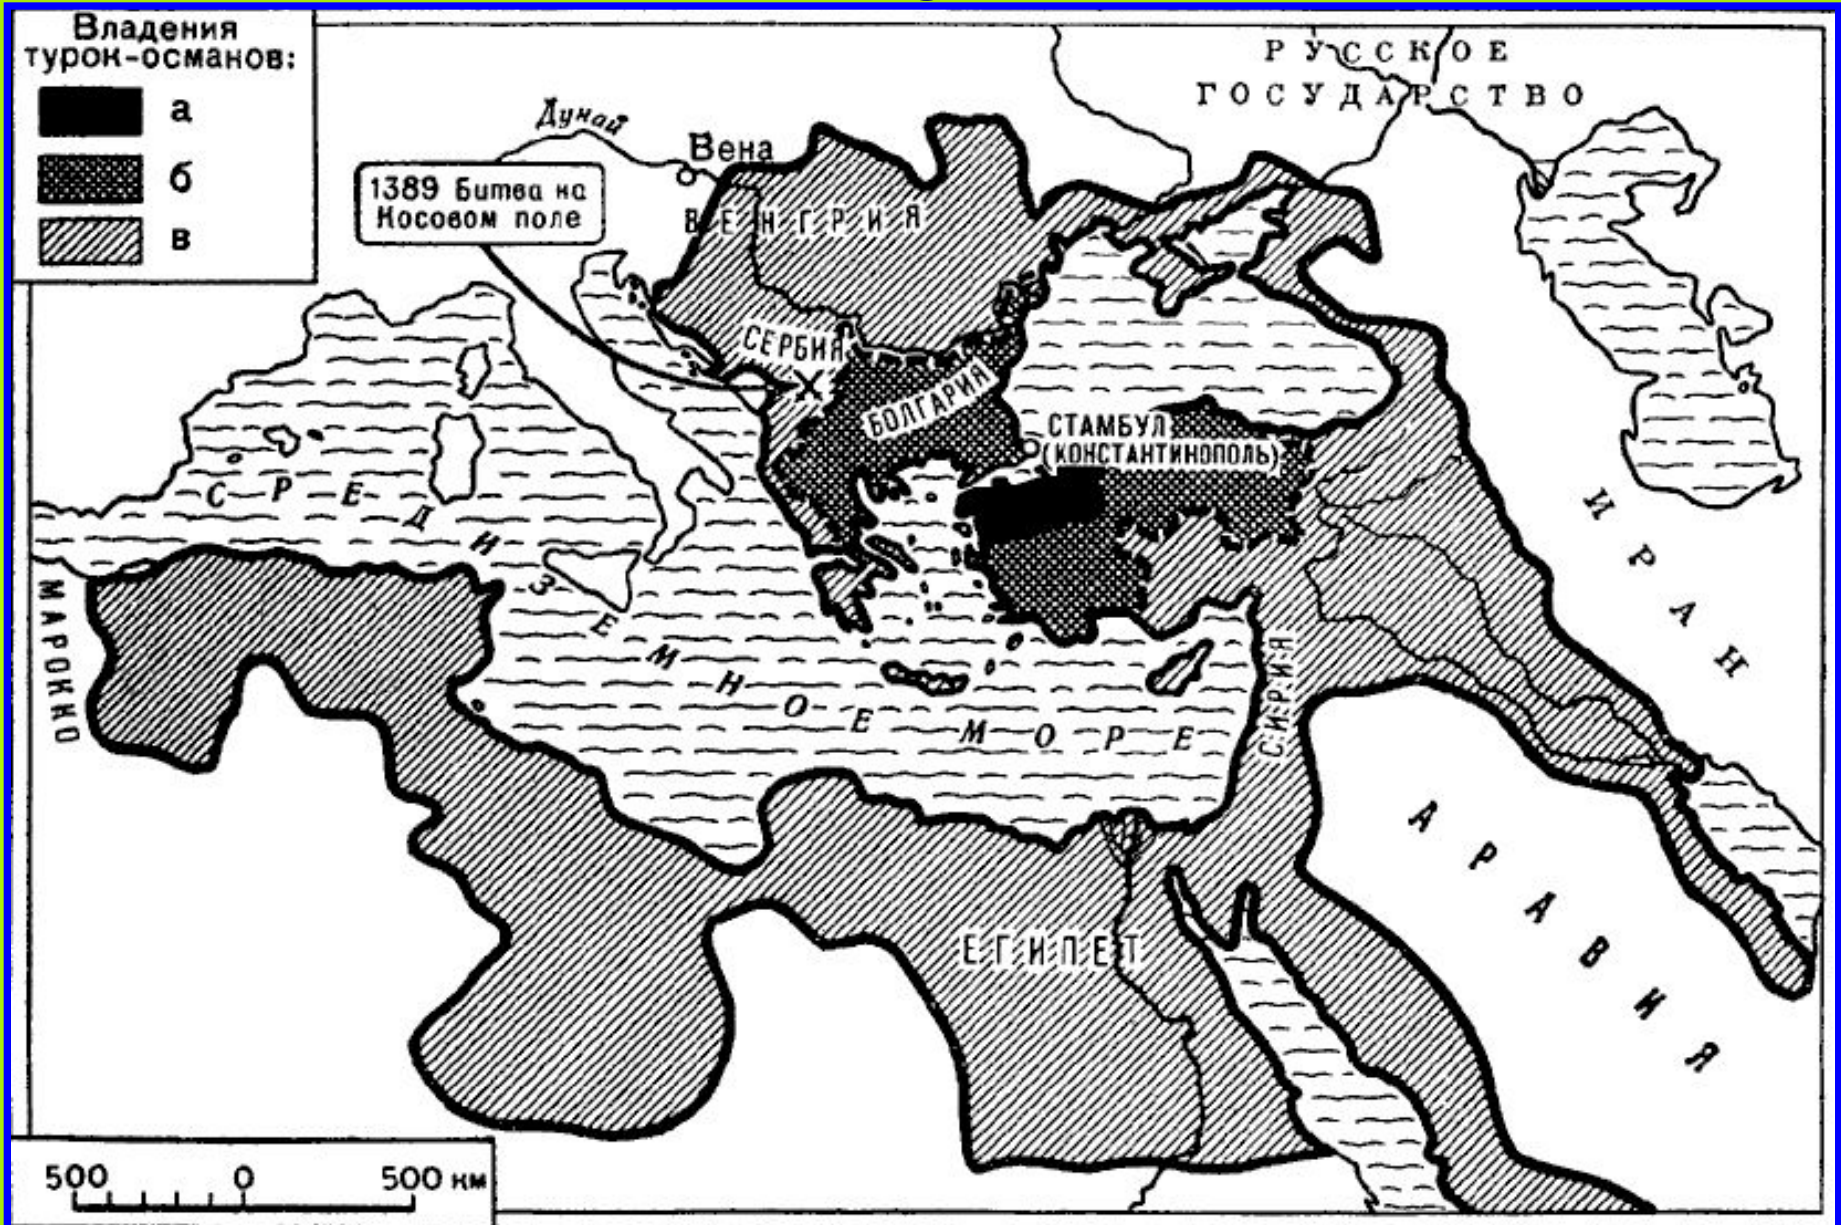 Владения
турок-османов:
а
б
в
Дунай
Вена
1389 Битва на
Косовом поле
РУССКОЕ
ГОСУДАРСТВО
ВЕНГРИЯ
СЕРБИЯ
БОЛГАРИЯ
СТАМБУЛ
(КОНСТАНТИНОПОЛЬ)
СРЕДИЗЕМНОЕ МОРЕ
МАРОККО
СИРИЯ
ИРАН
АРАВИЯ
ЕГИПЕТ
500 0 500 км